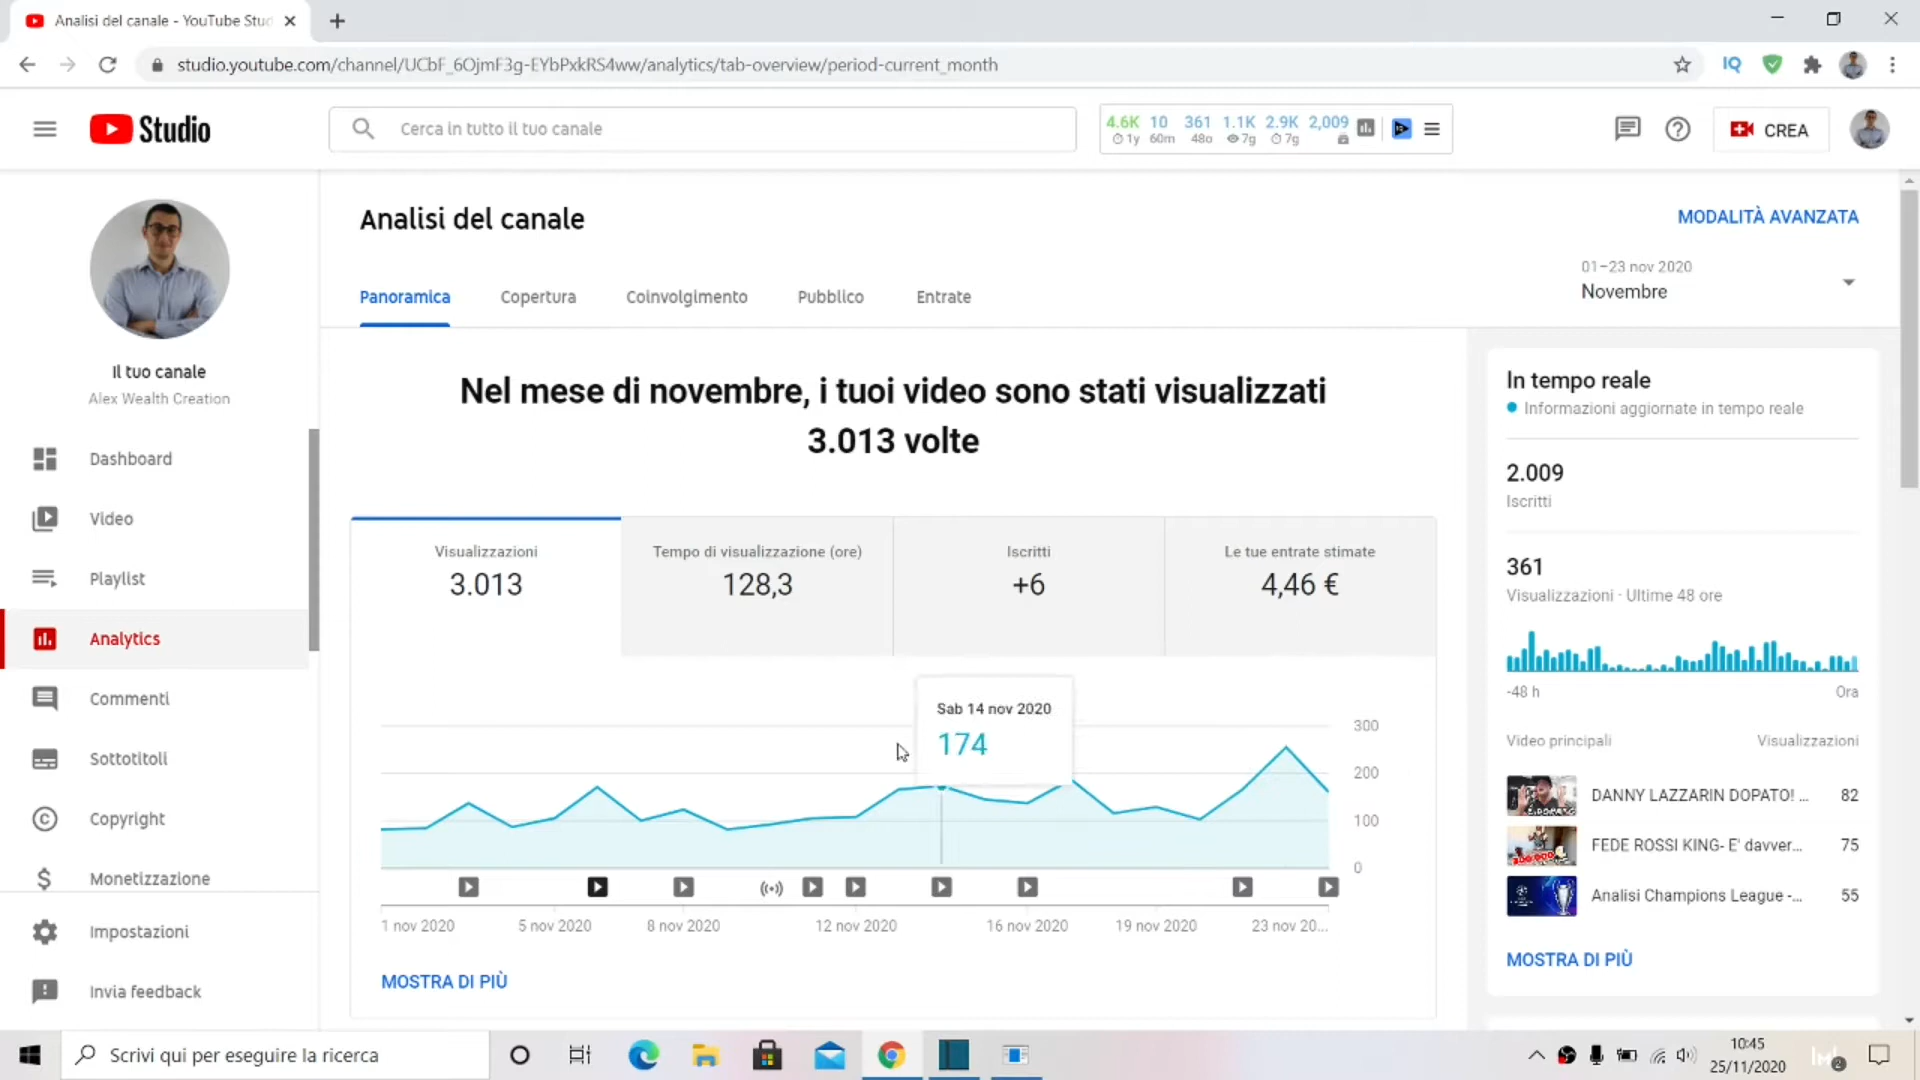 Analisi del canale - YouTube Stud
studio.youtube.com/channel/UCbF_6OjmF3g-EYbPxkRS4ww/analytics/tab-overview/period-current_month
IQ
Studio
Cerca in tutto il tuo canale
4.6K 10 361 1.1K 2.9K 2,009
1y 60m 48o 7g 7g
CREA
Il tuo canale
Alex Wealth Creation
Dashboard
Video
Playlist
Analytics
Commenti
Sottotitoli
Copyright
Monetizzazione
Impostazioni
Invia feedback
Analisi del canale
MODALITÀ AVANZATA
01–23 nov 2020
Novembre
Panoramica Copertura Coinvolgimento Pubblico Entrate
Nel mese di novembre, i tuoi video sono stati visualizzati
3.013 volte
Visualizzazioni
3.013
Tempo di visualizzazione (ore)
128,3
Iscritti
+6
Le tue entrate stimate
4,46 €
Sab 14 nov 2020
174
300
200
100
0
1 nov 2020 5 nov 2020 8 nov 2020 12 nov 2020 16 nov 2020 19 nov 2020 23 nov 20...
MOSTRA DI PIÙ
In tempo reale
Informazioni aggiornate in tempo reale
2.009
Iscritti
361
Visualizzazioni · Ultime 48 ore
-48 h Ora
Video principali Visualizzazioni
DANNY LAZZARIN DOPATO! ... 82
FEDE ROSSI KING- E' davver... 75
Analisi Champions League -... 55
MOSTRA DI PIÙ
Scrivi qui per eseguire la ricerca
10:45
25/11/2020
2